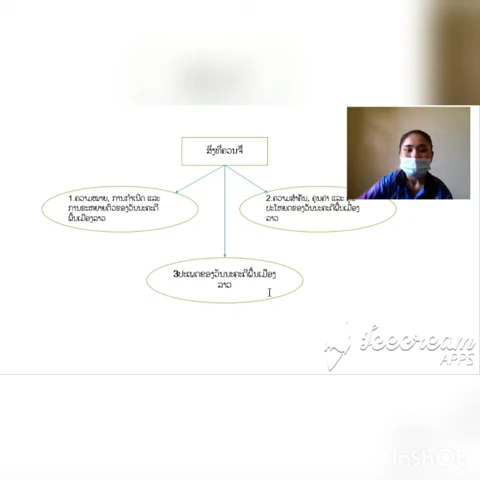 ສິ່ງທີ່ຄວນຈື່
1.ຄວາມໝາຍ, ການກຳເນີດ ແລະ
ການຂະຫຍາຍຕົວຂອງວັນນະຄະດີ
ພື້ນເມືອງລາວ
2.ຄວາມສຳຄັນ, ຄຸນຄ່າ ແລະ
ປະໂຫຍດຂອງວັນນະຄະດີພື້ນເມືອງ
ລາວ
3ປະເພດຂອງວັນນະຄະດີພື້ນເມືອງ
ລາວ
Icecream
APPS
InShot